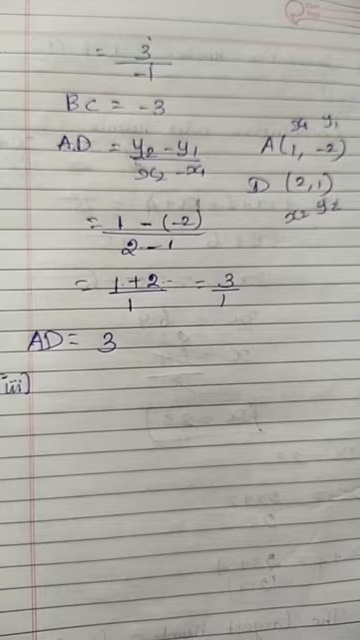 = 3/-1
BC = -3
A.D = y2 - y1 / x2 - x1
x1 y1
A(1, -2)
D (2,1)
x2 y2
= 1 - (-2) / 2 - 1
= 1 + 2 / 1 = 3/1
AD = 3
iii)